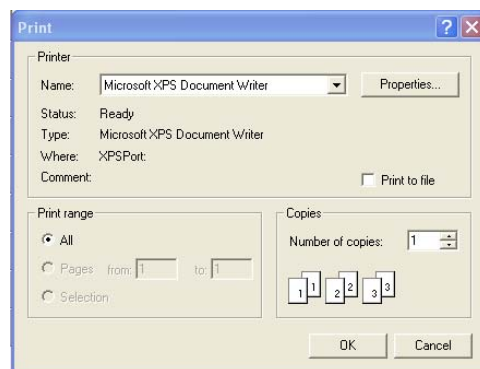 Print
Printer
Name: Microsoft XPS Document Writer Properties...
Status: Ready
Type: Microsoft XPS Document Writer
Where: XPSPort:
Comment: Print to file
Print range
All
Pages from: 1 to: 1
Selection
Copies
Number of copies: 1
1 1 2 2 3 3
OK Cancel